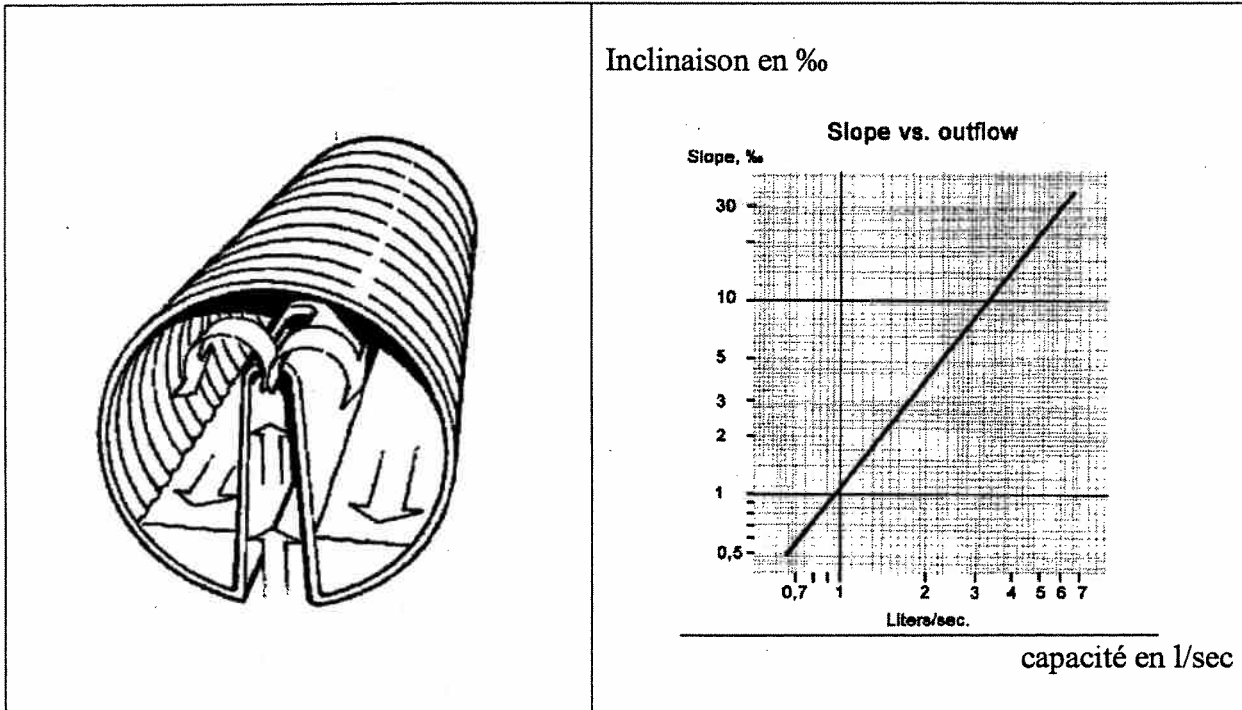 Inclinaison en ‰
Slope vs. outflow
Slope, ‰
30
10
5
3
2
1
0,5
0,7 1 2 3 4 5 6 7
Liters/sec.
capacité en l/sec